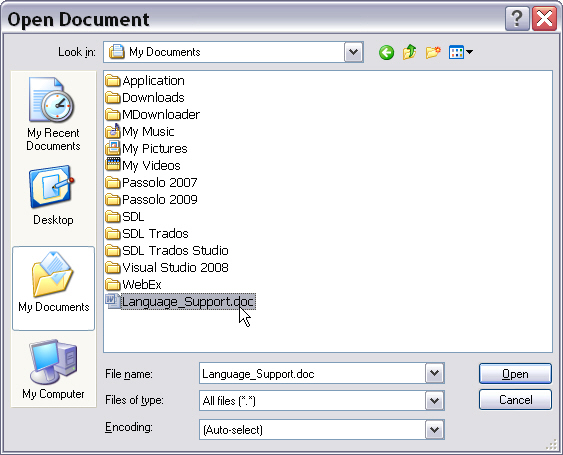 Open Document
Look in: My Documents
My Recent
Documents
Desktop
My Documents
My Computer
Application
Downloads
MDownloader
My Music
My Pictures
My Videos
Passolo 2007
Passolo 2009
SDL
SDL Trados
SDL Trados Studio
Visual Studio 2008
WebEx
Language_Support.doc
File name: Language_Support.doc Open
Files of type: All files (*.*) Cancel
Encoding: (Auto-select)